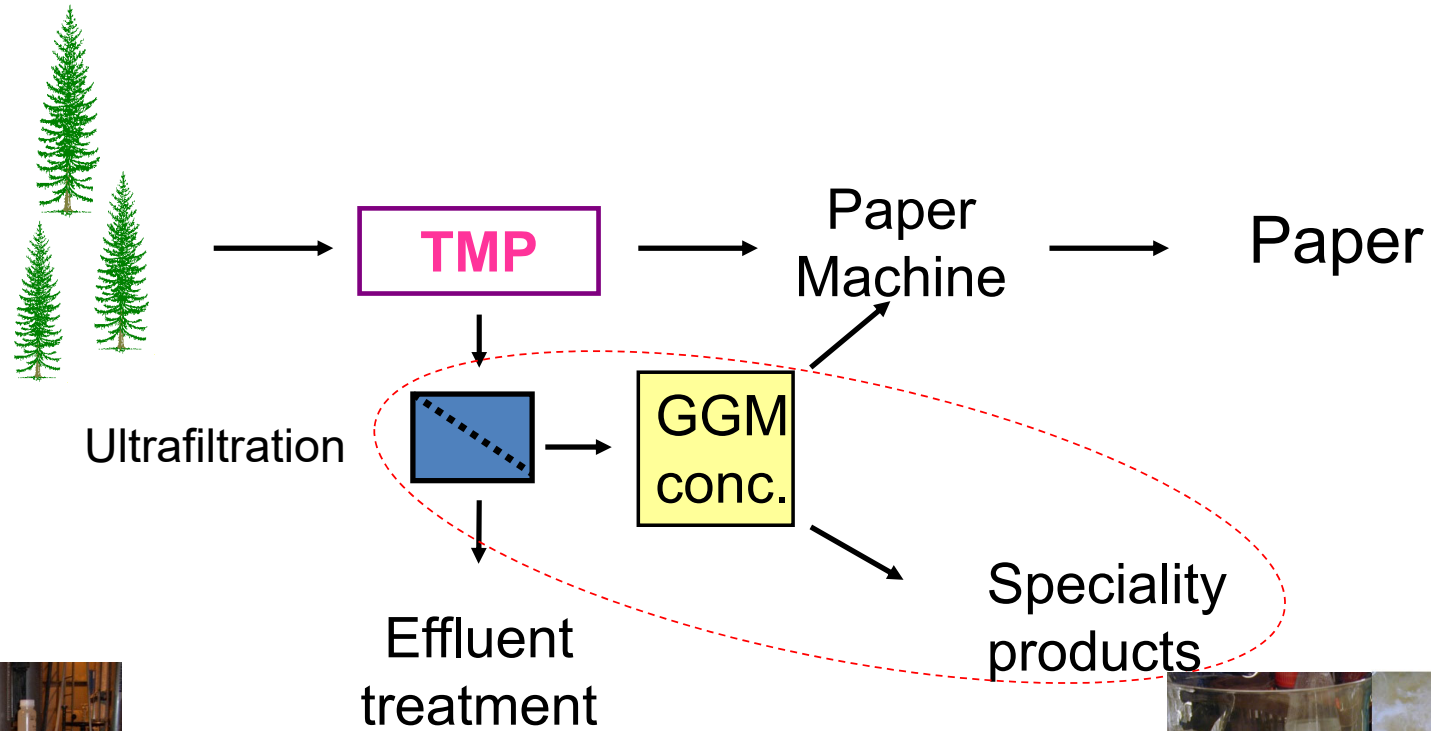 TMP
Paper
Machine
Paper
Ultrafiltration
GGM
conc.
Speciality
products
Effluent
treatment